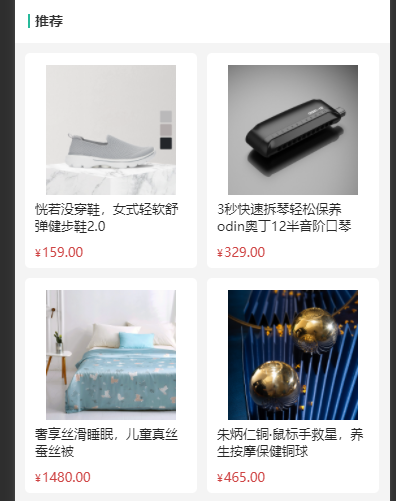 推荐
恍若没穿鞋，女式轻软舒
弹健步鞋2.0
¥159.00
3秒快速拆琴轻松保养
odin奥丁12半音阶口琴
¥329.00
奢享丝滑睡眠，儿童真丝
蚕丝被
¥1480.00
朱炳仁铜·鼠标手救星，养
生按摩保健铜球
¥465.00